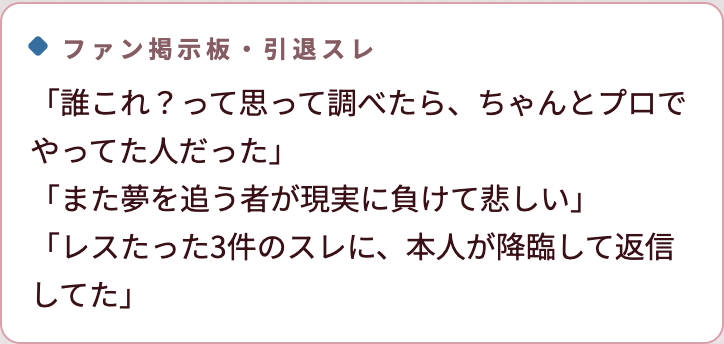 ファン掲示板・引退スレ
「誰これ？って思って調べたら、ちゃんとプロで
やってた人だった」
「また夢を追う者が現実に負けて悲しい」
「レスたった3件のスレに、本人が降臨して返信
してた」